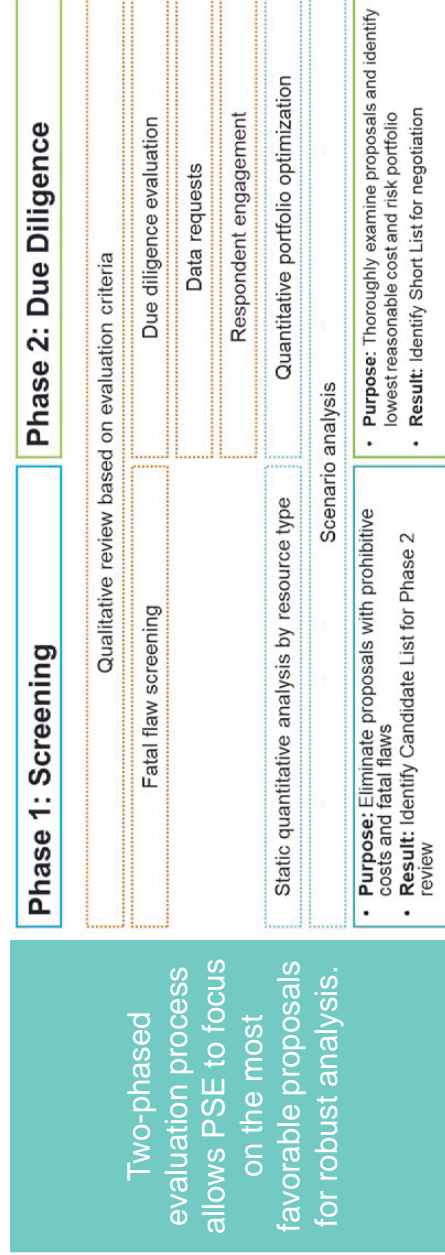 Two-phased
evaluation process
allows PSE to focus
on the most
favorable proposals
for robust analysis.
Phase 1: Screening
Phase 2: Due Diligence
Qualitative review based on evaluation criteria
Fatal flaw screening
Due diligence evaluation
Data requests
Respondent engagement
Static quantitative analysis by resource type
Quantitative portfolio optimization
Scenario analysis
• Purpose: Eliminate proposals with prohibitive
costs and fatal flaws
• Result: Identify Candidate List for Phase 2
review
• Purpose: Thoroughly examine proposals and identify
lowest reasonable cost and risk portfolio
• Result: Identify Short List for negotiation